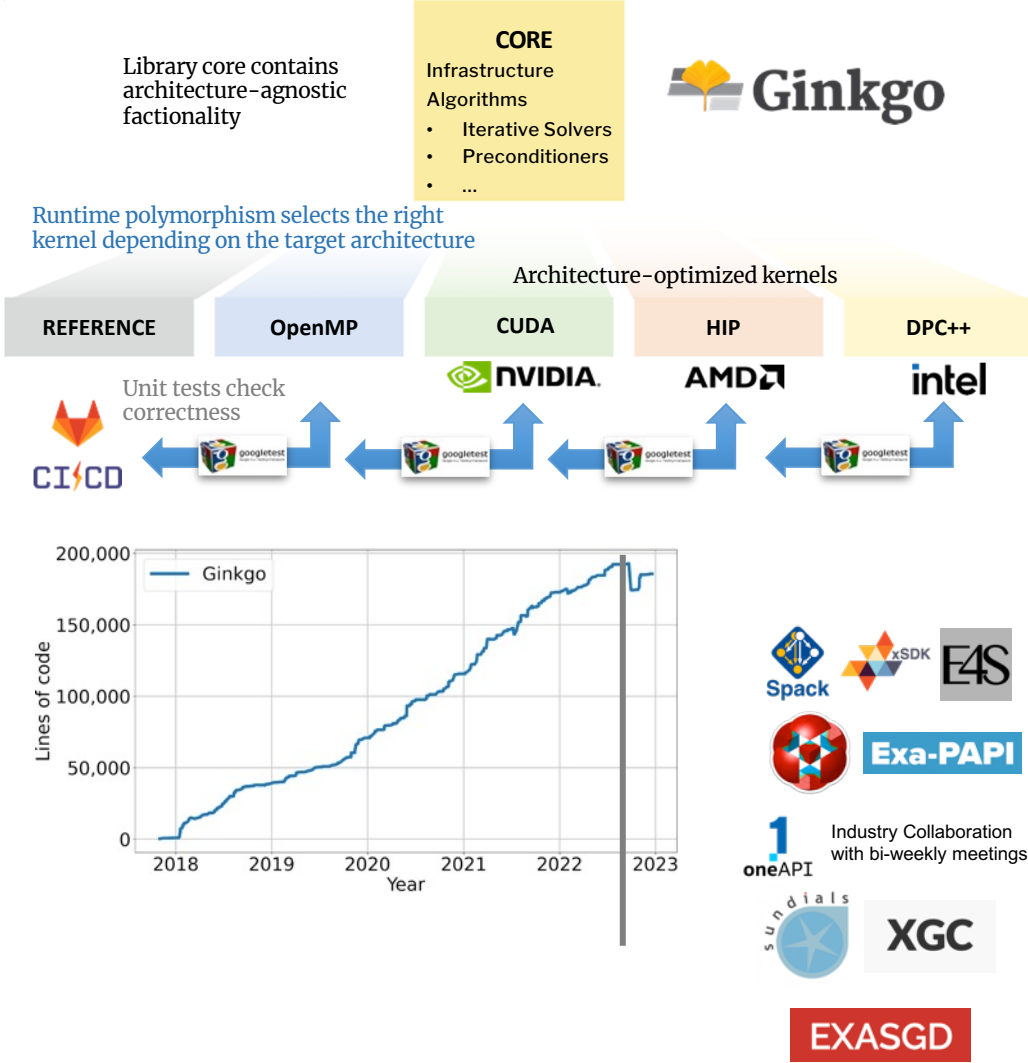 CORE
Infrastructure
Algorithms
• Iterative Solvers
• Preconditioners
• ...
Library core contains
architecture-agnostic
factionality
Ginkgo
Runtime polymorphism selects the right
kernel depending on the target architecture
Architecture-optimized kernels
REFERENCE
OpenMP
CUDA
HIP
DPC++
NVIDIA.
AMD
intel
Unit tests check
correctness
CI CD
googletest
googletest
googletest
googletest
200,000
150,000
100,000
50,000
0
Lines of code
Ginkgo
2018 2019 2020 2021 2022 2023
Year
Spack
xSDK
E4S
Exa-PAPI
1
oneAPI
Industry Collaboration
with bi-weekly meetings
sundials
XGC
EXASGD